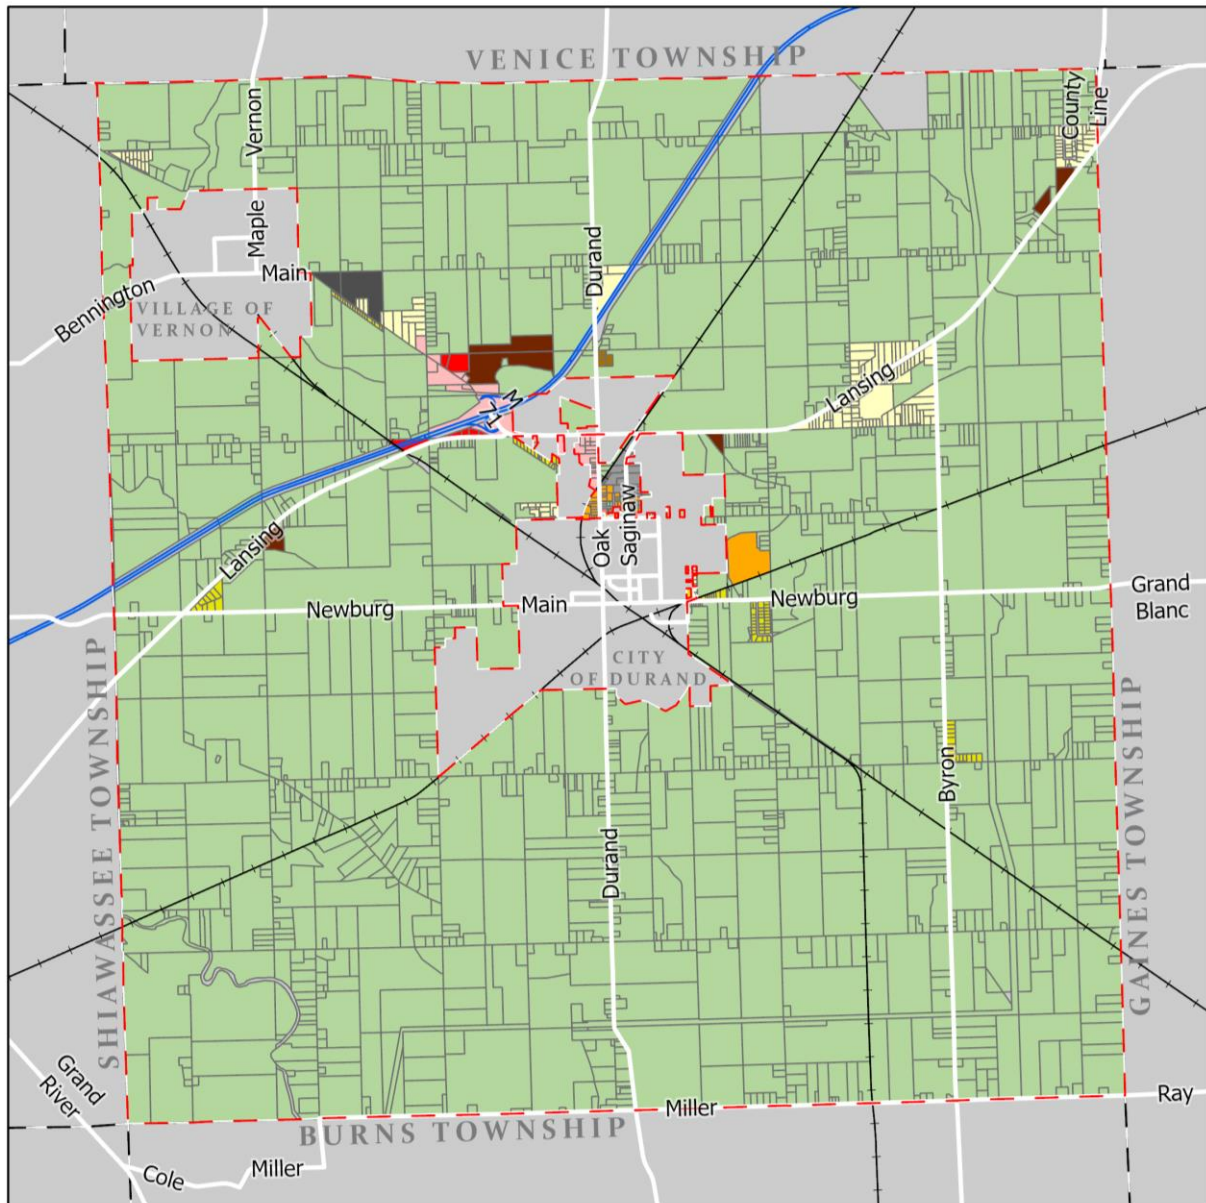 VENICE TOWNSHIP
County
Line
Vernon
Maple
Durand
Main
Bennington
VILLAGE OF
VERNON
Lansing
M
71
Oak
Saginaw
Lansing
Grand
Blanc
Newburg
Main
Newburg
CITY
OF DURAND
SHIAWASSEE TOWNSHIP
GAINES TOWNSHIP
Byron
Durand
Grand
River
Miller
Ray
BURNS TOWNSHIP
Cole
Miller